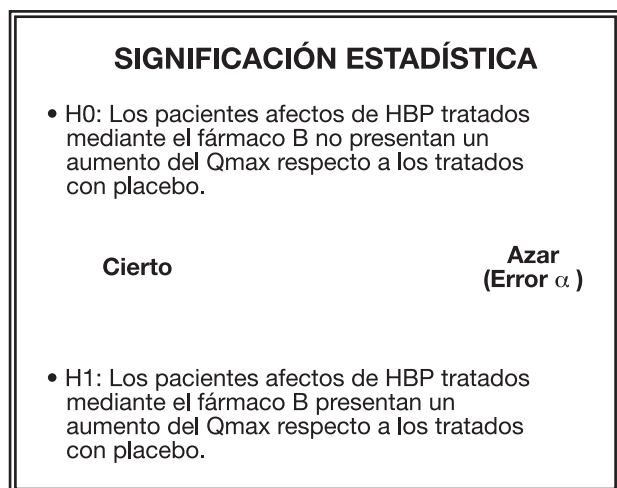 SIGNIFICACIÓN ESTADÍSTICA
• H0: Los pacientes afectos de HBP tratados
mediante el fármaco B no presentan un
aumento del Qmax respecto a los tratados
con placebo.
Cierto
Azar
(Error α )
• H1: Los pacientes afectos de HBP tratados
mediante el fármaco B presentan un
aumento del Qmax respecto a los tratados
con placebo.